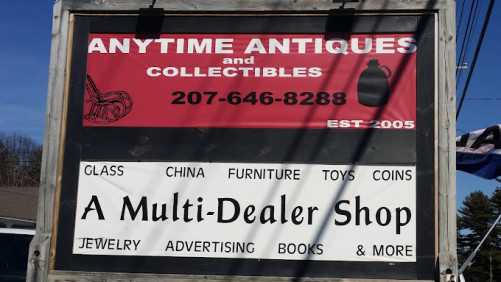 ANYTIME ANTIQUES
and
COLLECTIBLES
207-646-8288
EST 2005
GLASS CHINA FURNITURE TOYS COINS
A Multi-Dealer Shop
JEWELRY ADVERTISING BOOKS & MORE